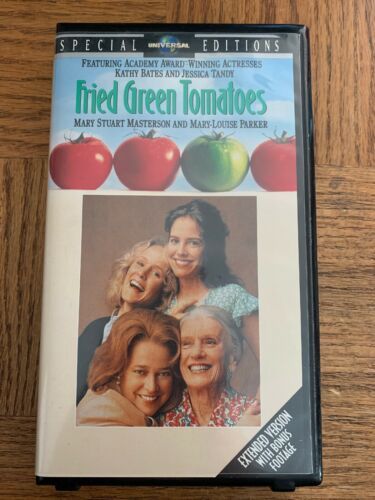 SPECIAL UNIVERSAL EDITIONS
FEATURING ACADEMY AWARD WINNING ACTRESSES
KATHY BATES AND JESSICA TANDY
Fried Green Tomatoes
MARY STUART MASTERSON AND MARY-LOUISE PARKER
EXTENDED VERSION
WITH BONUS
FOOTAGE